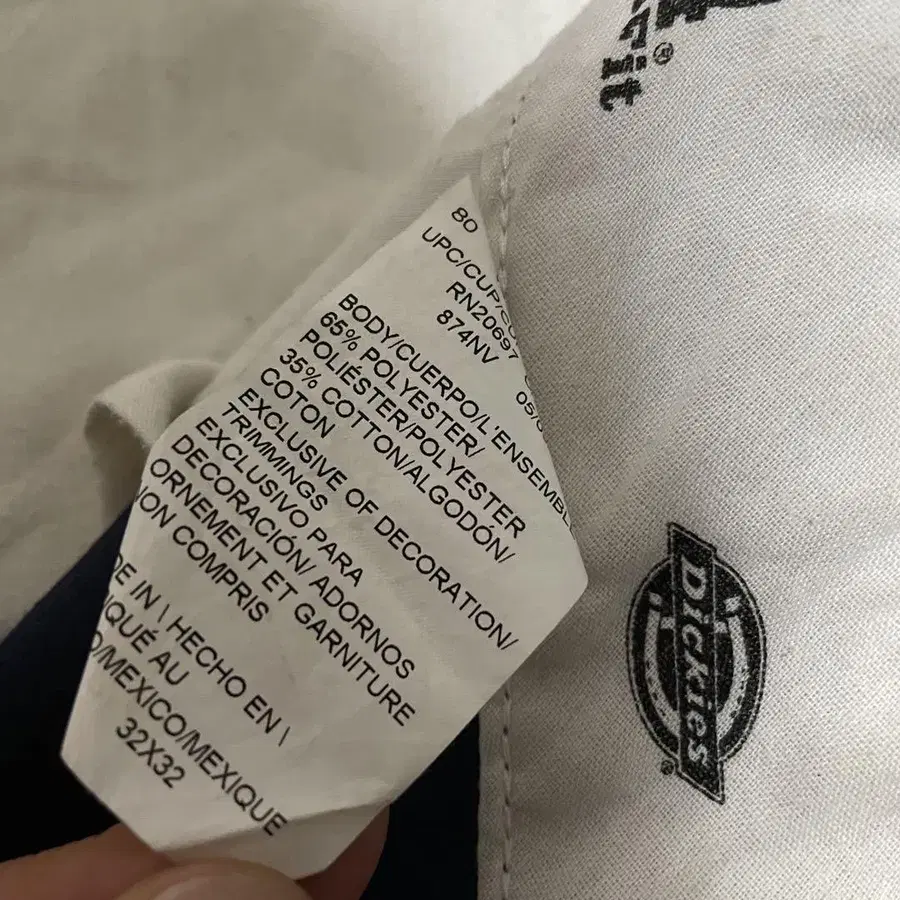 80
UPC/CUP/
RN20697
874NV
05/
BODY/CUERPO/L'ENSEMBL
65% POLYESTER/
POLIÉSTER/POLYESTER
35% COTTON/ALGODÓN/
COTON
EXCLUSIVE OF DECORATION/
TRIMMINGS
EXCLUSIVO PARA
DECORACIÓN/ ADORNOS
ORNEMENT ET GARNITURE
NON COMPRIS
DE IN \ HECHO EN \
IQUÉ AU
O/MEXICO/MEXIQUE
32X32
Dickies
®
®